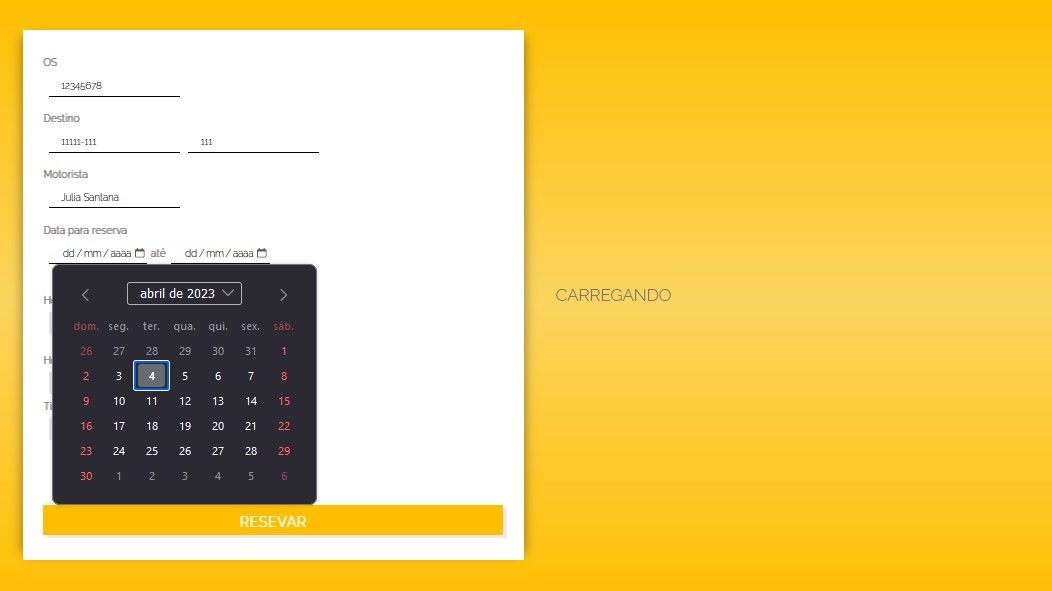 OS
12345678
Destino
11111-111 111
Motorista
Julia Santana
Data para reserva
dd / mm / aaaa até dd / mm / aaaa
abril de 2023
dom. seg. ter. qua. qui. sex. sáb.
26 27 28 29 30 31 1
2 3 4 5 6 7 8
9 10 11 12 13 14 15
16 17 18 19 20 21 22
23 24 25 26 27 28 29
30 1 2 3 4 5 6
RESEVAR
CARREGANDO